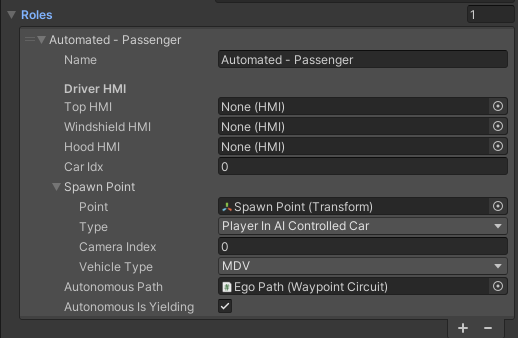 Roles 1
Automated - Passenger
Name Automated - Passenger
Driver HMI
Top HMI None (HMI)
Windshield HMI None (HMI)
Hood HMI None (HMI)
Car Idx 0
Spawn Point
Point Spawn Point (Transform)
Type Player In AI Controlled Car
Camera Index 0
Vehicle Type MDV
Autonomous Path Ego Path (Waypoint Circuit)
Autonomous Is Yielding